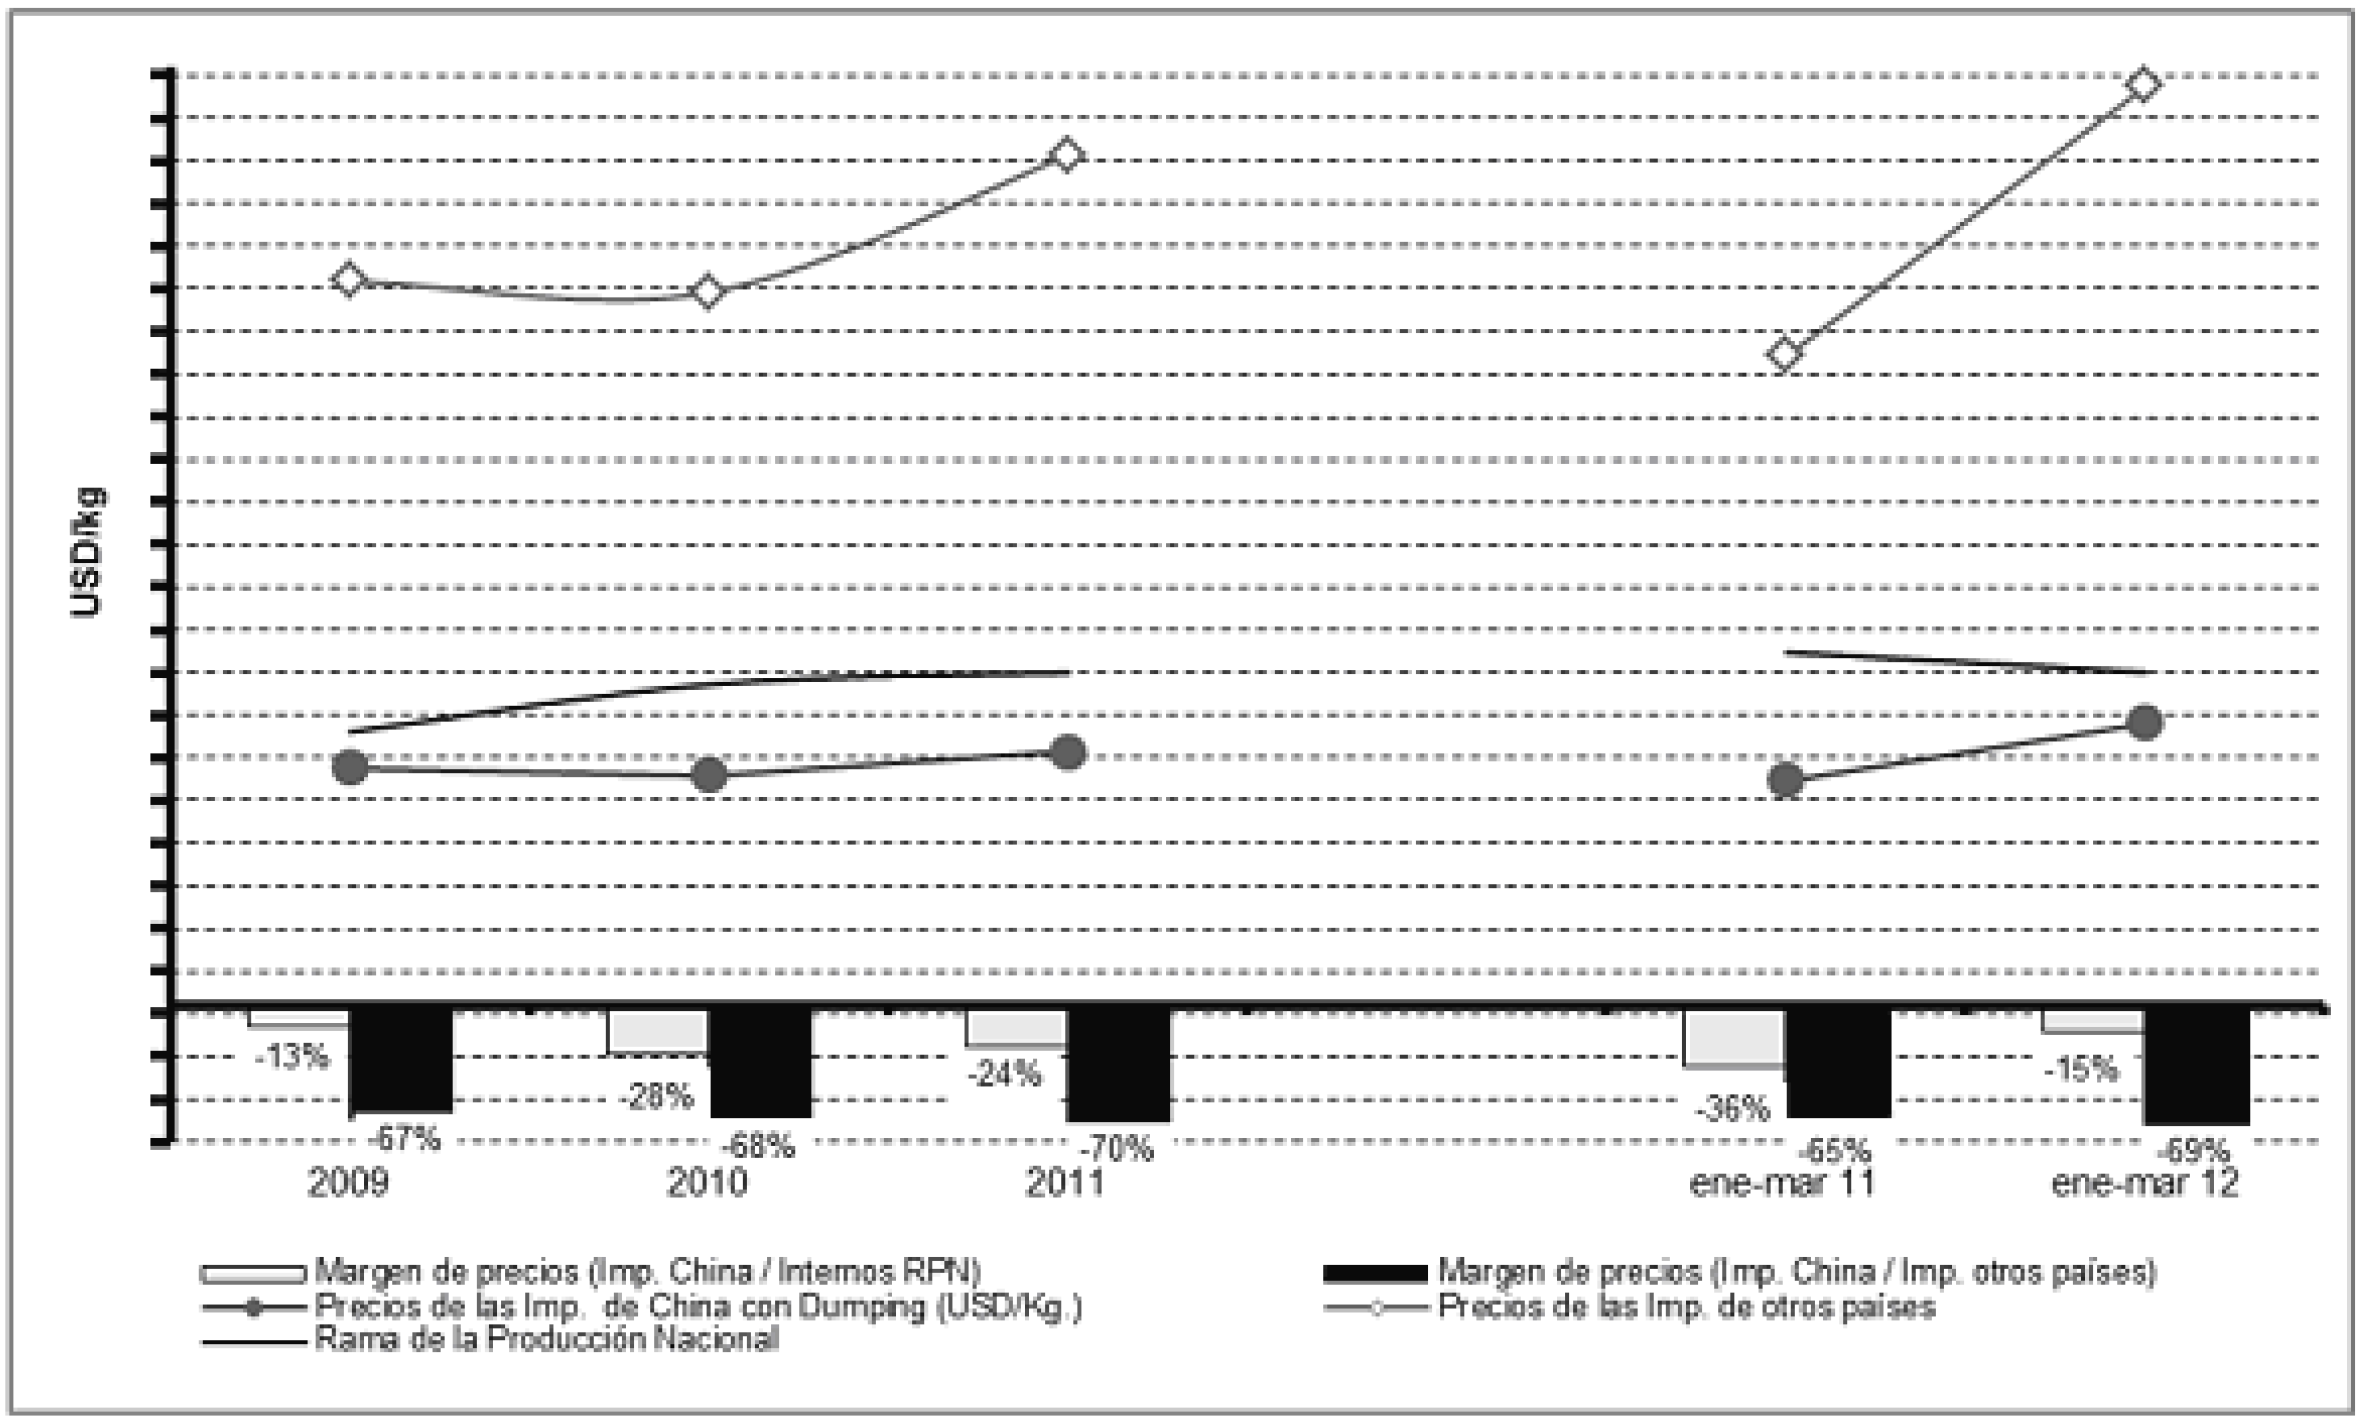 USD/kg
-13%
-28%
-24%
-36%
-15%
-67%
-68%
-70%
-65%
-69%
2009
2010
2011
ene-mar 11
ene-mar 12
Margen de precios (Imp. China / Internos RPN)
Margen de precios (Imp. China / Imp. otros países)
Precios de las Imp. de China con Dumping (USD/Kg.)
Precios de las Imp. de otros países
Rama de la Producción Nacional